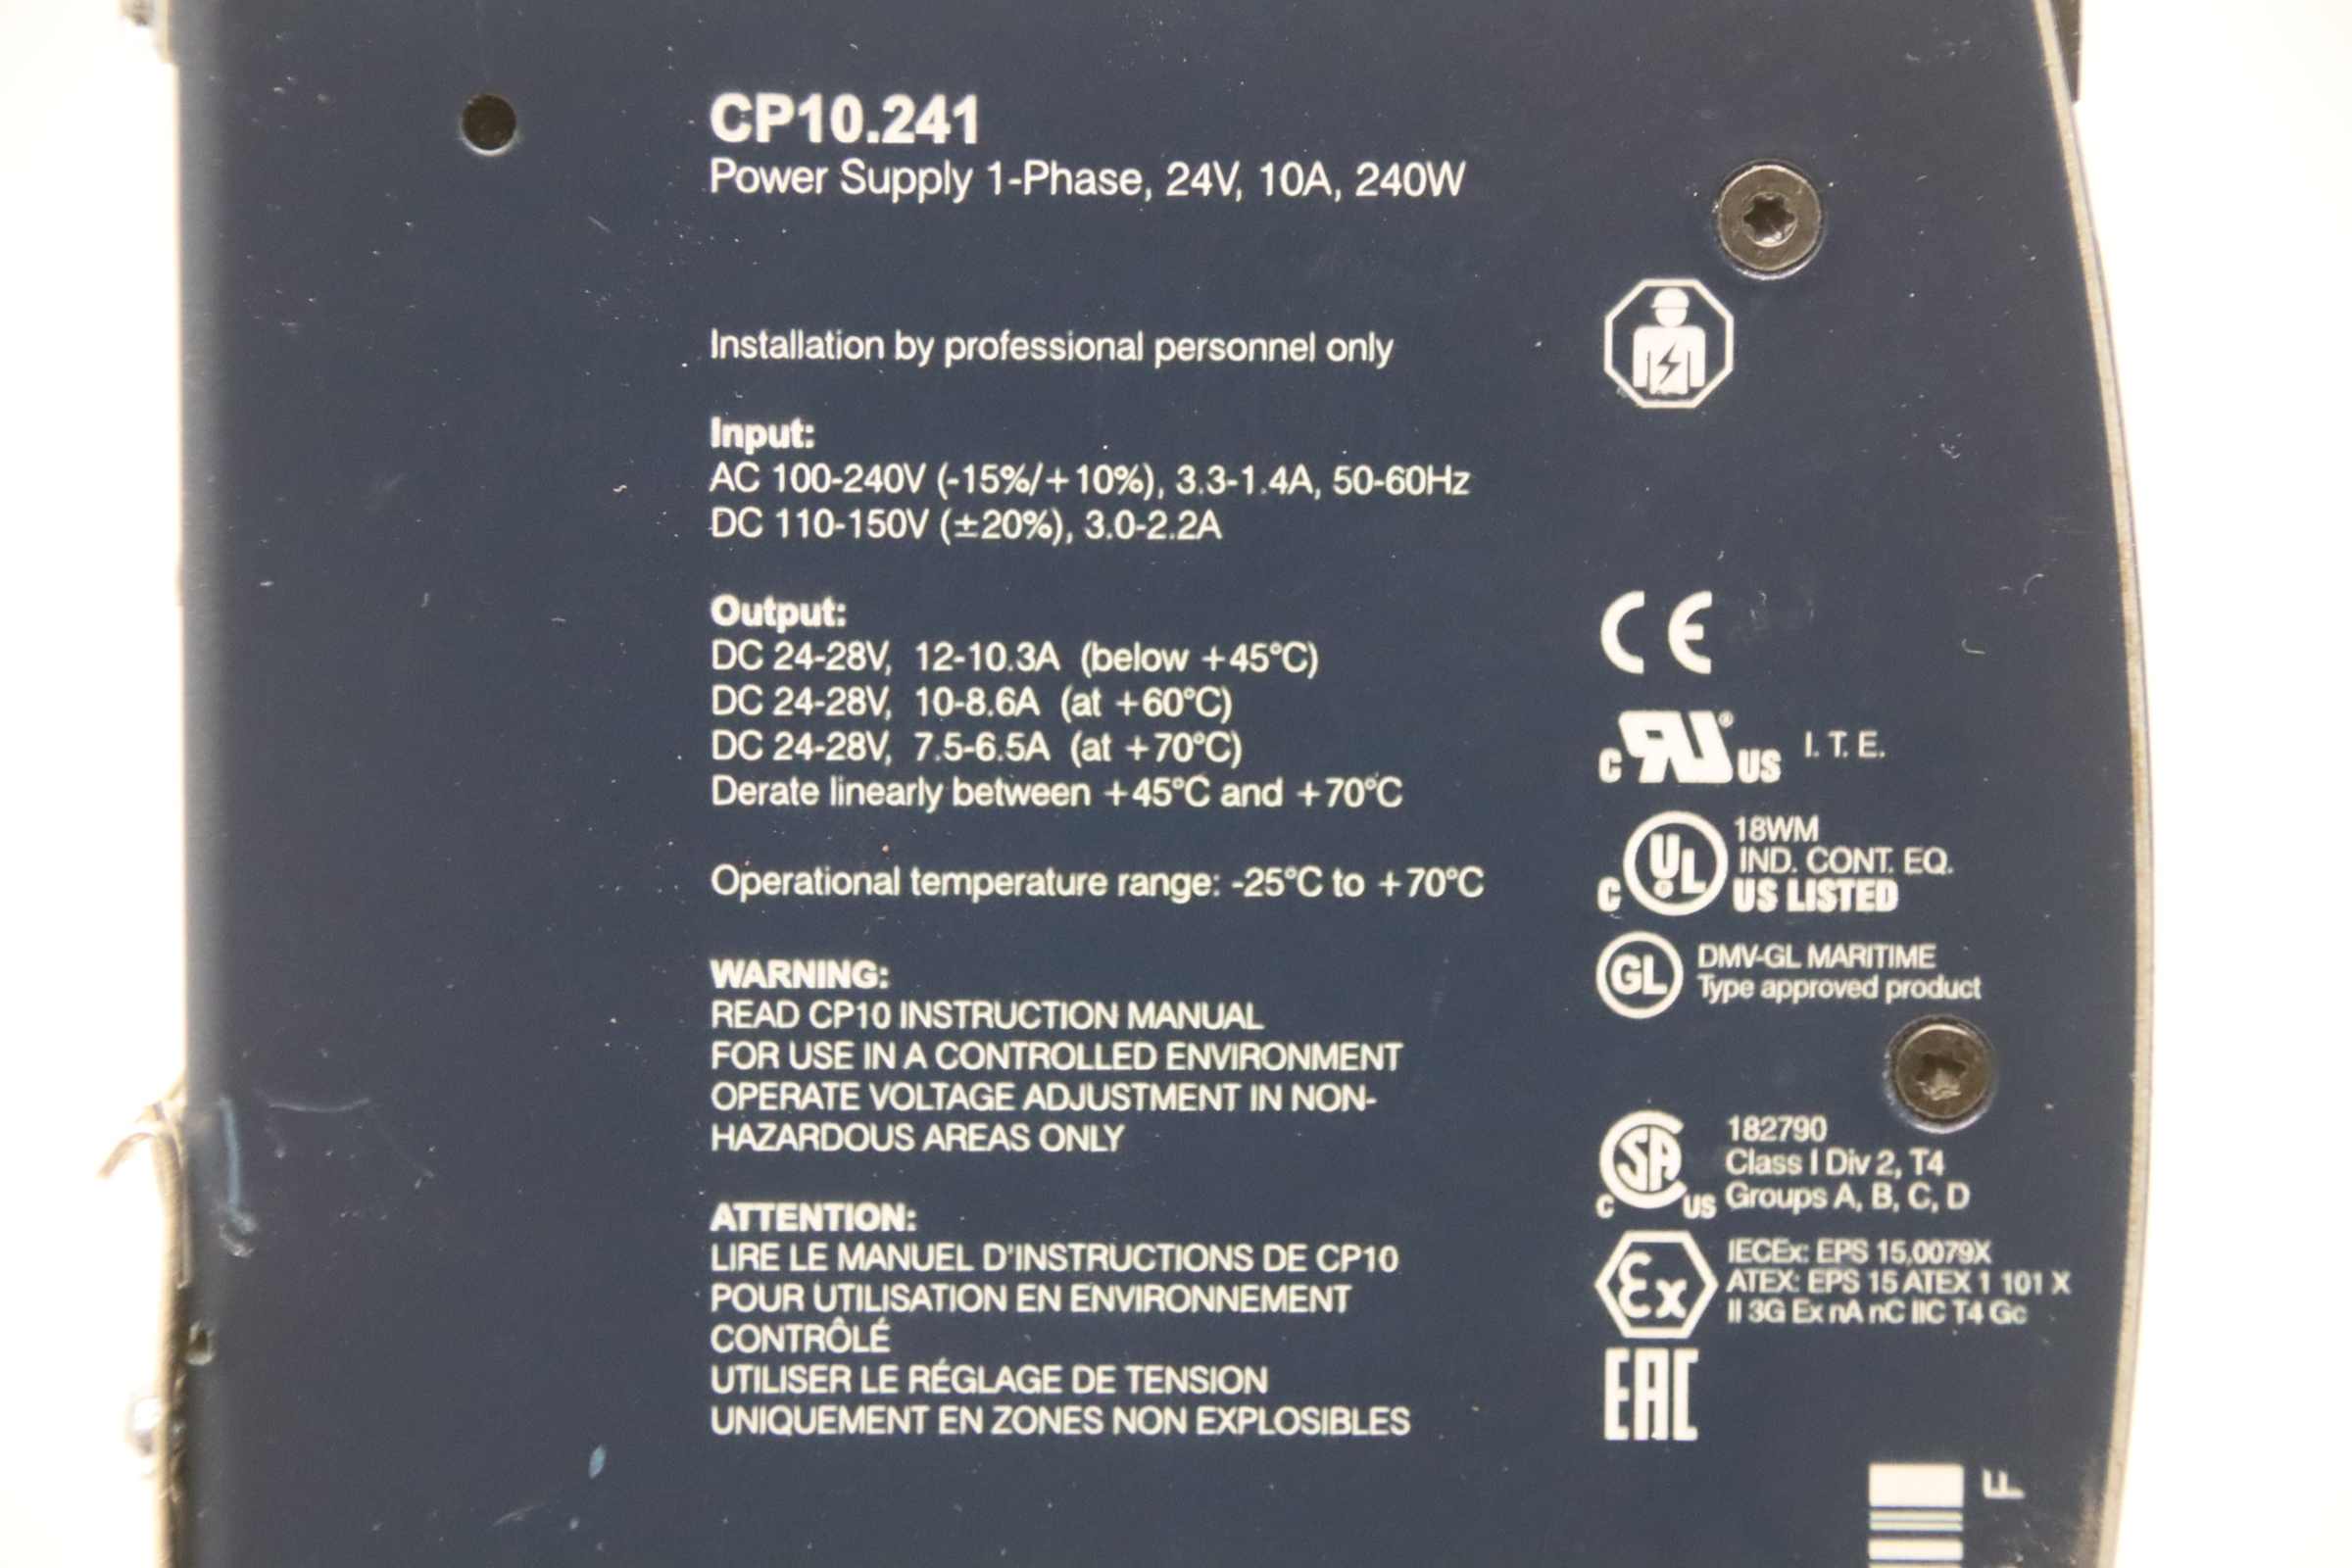 CP10.241
Power Supply 1-Phase, 24V, 10A, 240W
Installation by professional personnel only
Input:
AC 100-240V (-15%/+10%), 3.3-1.4A, 50-60Hz
DC 110-150V (±20%), 3.0-2.2A
Output:
DC 24-28V, 12-10.3A (below +45°C)
DC 24-28V, 10-8.6A (at +60°C)
DC 24-28V, 7.5-6.5A (at +70°C)
Derate linearly between +45°C and +70°C
Operational temperature range: -25°C to +70°C
WARNING:
READ CP10 INSTRUCTION MANUAL
FOR USE IN A CONTROLLED ENVIRONMENT
OPERATE VOLTAGE ADJUSTMENT IN NON-
HAZARDOUS AREAS ONLY
ATTENTION:
LIRE LE MANUEL D'INSTRUCTIONS DE CP10
POUR UTILISATION EN ENVIRONNEMENT
CONTRÔLÉ
UTILISER LE RÉGLAGE DE TENSION
UNIQUEMENT EN ZONES NON EXPLOSIBLES
CE
c RU® US I.T.E.
18WM
IND. CONT. EQ.
C UL US LISTED
GL DMV-GL MARITIME
Type approved product
182790
Class I Div 2, T4
C SA US Groups A, B, C, D
IECEx: EPS 15,0079X
Ex ATEX: EPS 15 ATEX 1 101 X
II 3G Ex nA nC IIC T4 Gc
EAC
F